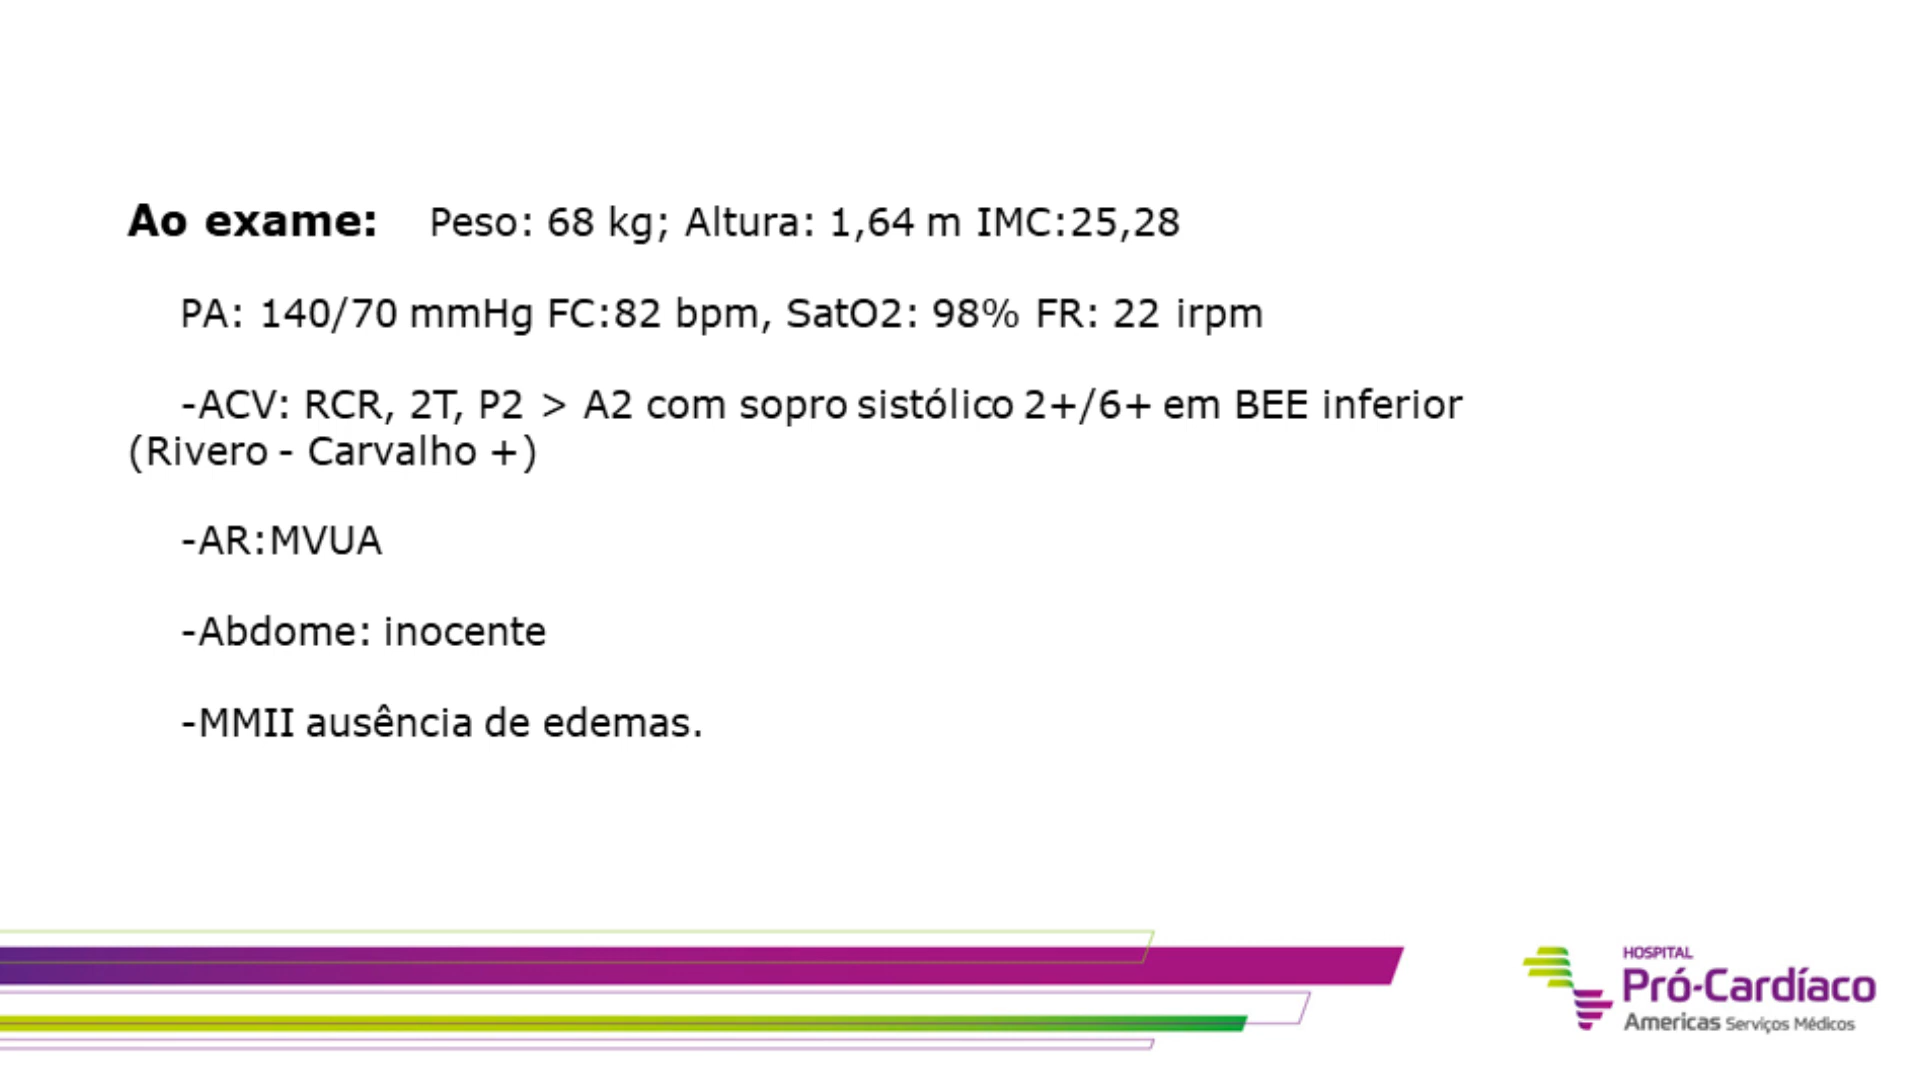 Ao exame: Peso: 68 kg; Altura: 1,64 m IMC:25,28
PA: 140/70 mmHg FC:82 bpm, SatO2: 98% FR: 22 irpm
-ACV: RCR, 2T, P2 > A2 com sopro sistólico 2+/6+ em BEE inferior
(Rivero - Carvalho +)
-AR:MVUA
-Abdome: inocente
-MMII ausência de edemas.
HOSPITAL
Pró-Cardíaco
Americas Serviços Médicos